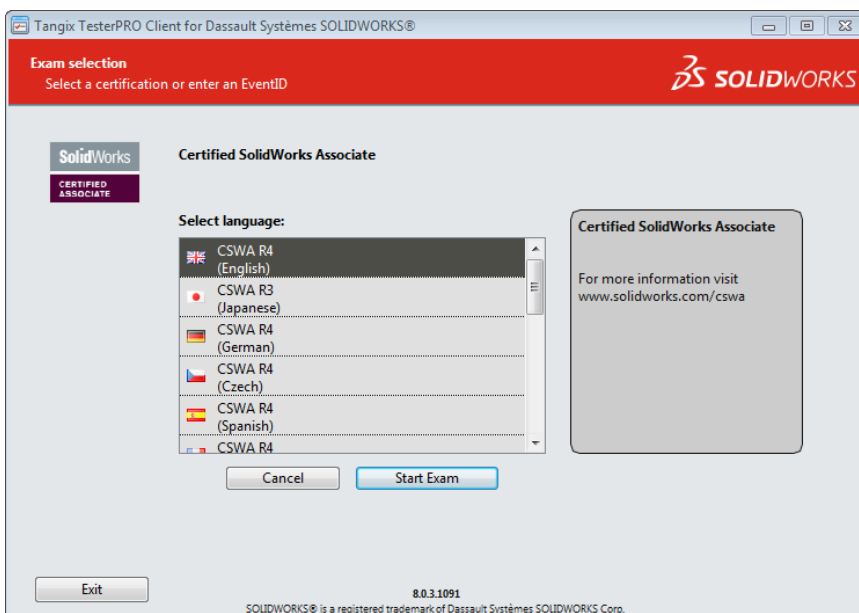 Tangix TesterPRO Client for Dassault Systèmes SOLIDWORKS®
Exam selection
Select a certification or enter an EventID
SOLIDWORKS
SolidWorks
CERTIFIED
ASSOCIATE
Certified SolidWorks Associate
Select language:
CSWA R4
(English)
CSWA R3
(Japanese)
CSWA R4
(German)
CSWA R4
(Czech)
CSWA R4
(Spanish)
CSWA R4
Certified SolidWorks Associate
For more information visit
www.solidworks.com/cswa
Cancel
Start Exam
Exit
8.0.3.1091
SOLIDWORKS® is a registered trademark of Dassault Systèmes SOLIDWORKS Corp.